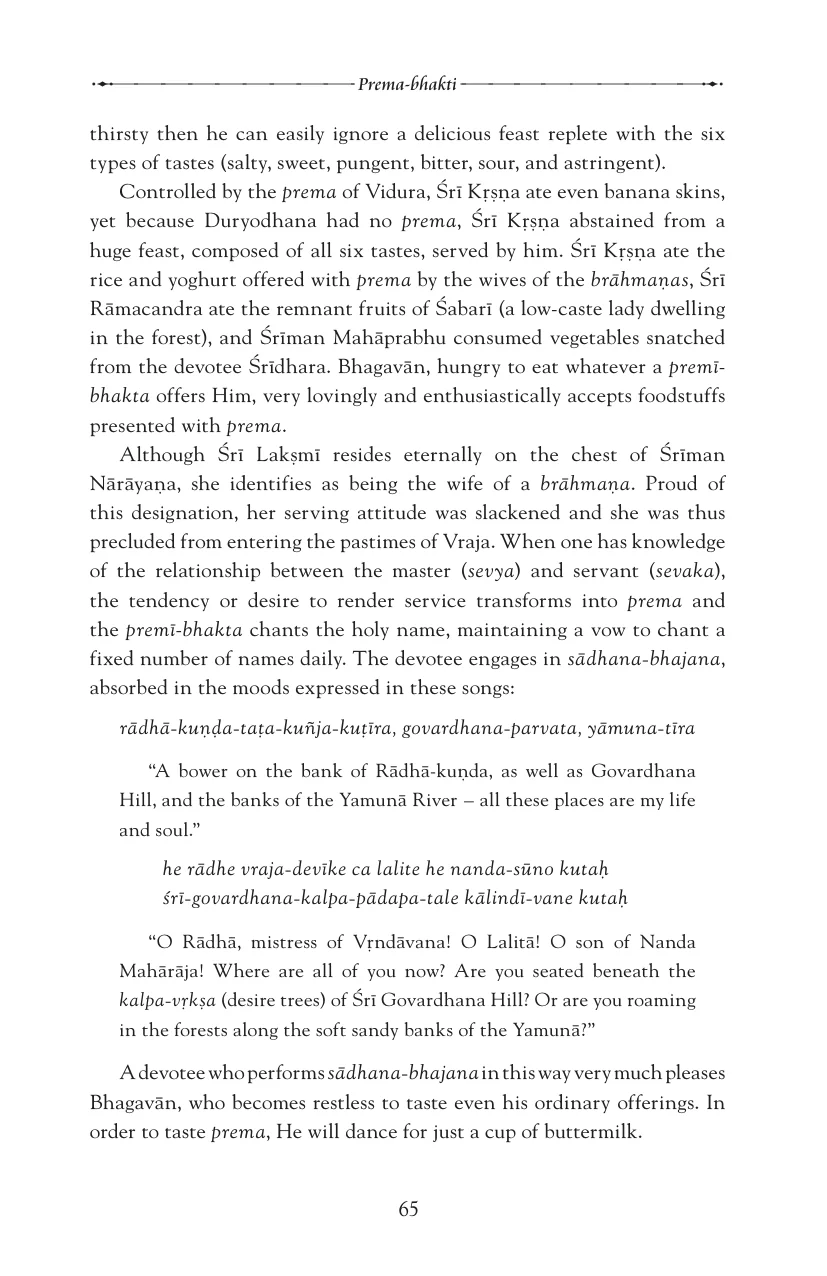 Prema-bhakti
thirsty then he can easily ignore a delicious feast replete with the six
types of tastes (salty, sweet, pungent, bitter, sour, and astringent).
Controlled by the prema of Vidura, Śrī Kṛṣṇa ate even banana skins,
yet because Duryodhana had no prema, Śrī Kṛṣṇa abstained from a
huge feast, composed of all six tastes, served by him. Śrī Kṛṣṇa ate the
rice and yoghurt offered with prema by the wives of the brāhmaṇas, Śrī
Rāmacandra ate the remnant fruits of Śabarī (a low-caste lady dwelling
in the forest), and Śrīman Mahāprabhu consumed vegetables snatched
from the devotee Śrīdhara. Bhagavān, hungry to eat whatever a premī-
bhakta offers Him, very lovingly and enthusiastically accepts foodstuffs
presented with prema.
Although Śrī Lakṣmī resides eternally on the chest of Śrīman
Nārāyaṇa, she identifies as being the wife of a brāhmaṇa. Proud of
this designation, her serving attitude was slackened and she was thus
precluded from entering the pastimes of Vraja. When one has knowledge
of the relationship between the master (sevya) and servant (sevaka),
the tendency or desire to render service transforms into prema and
the premī-bhakta chants the holy name, maintaining a vow to chant a
fixed number of names daily. The devotee engages in sādhana-bhajana,
absorbed in the moods expressed in these songs:
rādhā-kuṇḍa-taṭa-kuñja-kuṭīra, govardhana-parvata, yāmuna-tīra
“A bower on the bank of Rādhā-kuṇḍa, as well as Govardhana
Hill, and the banks of the Yamunā River – all these places are my life
and soul.”
he rādhe vraja-devīke ca lalite he nanda-sūno kutaḥ
śrī-govardhana-kalpa-pādapa-tale kālindī-vane kutaḥ
“O Rādhā, mistress of Vṛndāvana! O Lalitā! O son of Nanda
Mahārāja! Where are all of you now? Are you seated beneath the
kalpa-vṛkṣa (desire trees) of Śrī Govardhana Hill? Or are you roaming
in the forests along the soft sandy banks of the Yamunā?”
A devotee who performs sādhana-bhajana in this way very much pleases
Bhagavān, who becomes restless to taste even his ordinary offerings. In
order to taste prema, He will dance for just a cup of buttermilk.
65